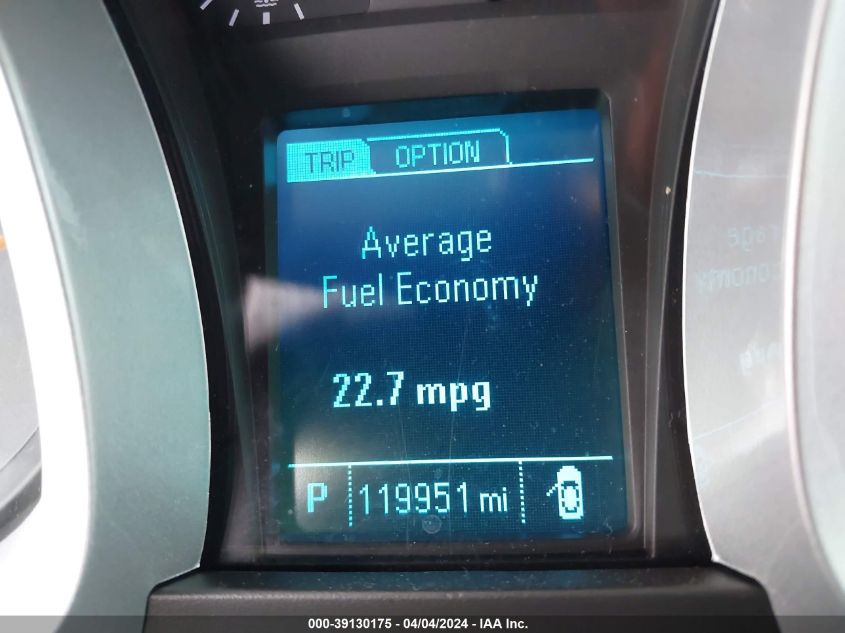 TRIP OPTION
Average
Fuel Economy
22.7 mpg
P 119951 mi
000-39130175 - 04/04/2024 - IAA Inc.